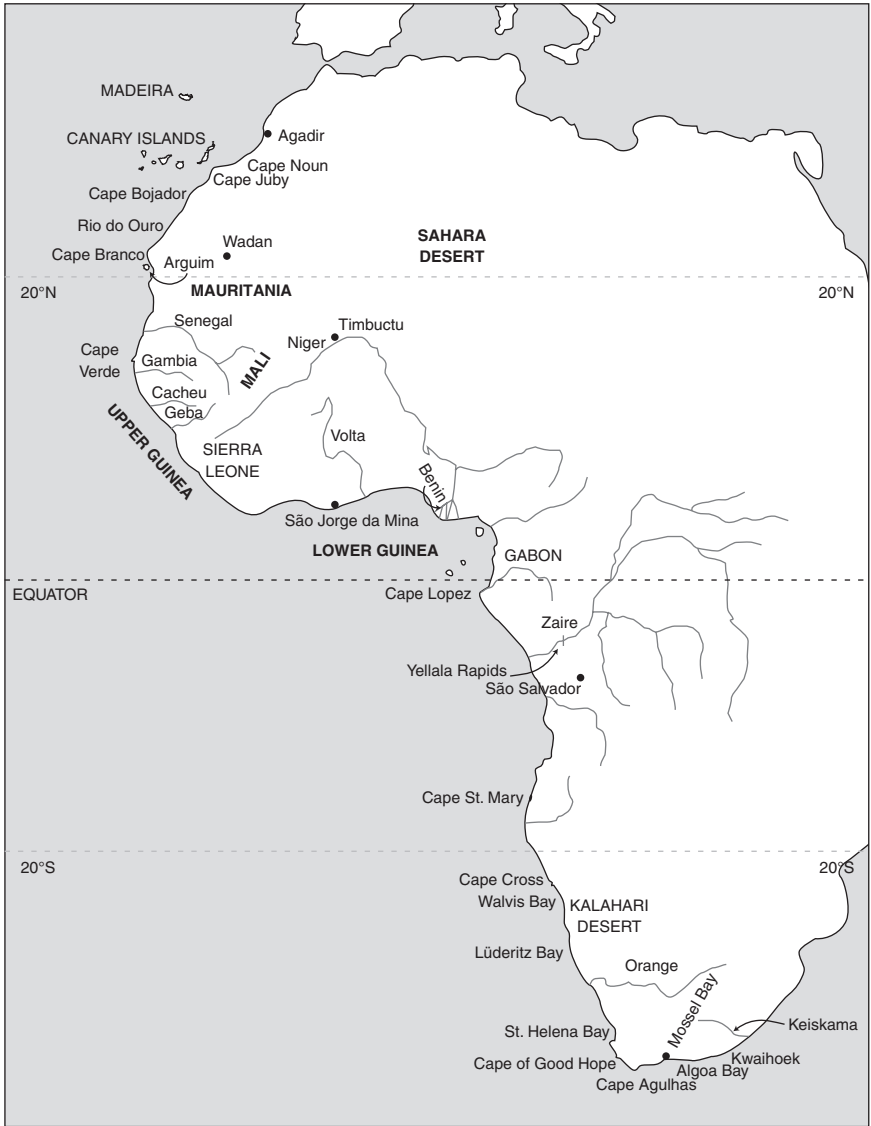 MADEIRA
CANARY ISLANDS
Agadir
Cape Noun
Cape Juby
Cape Bojador
Rio do Ouro
Wadan
SAHARA
DESERT
Cape Branco
Arguim
20°N
20°N
MAURITANIA
Senegal
Timbuctu
Niger
Cape
Verde
Gambia
MALI
Cacheu
Geba
UPPER GUINEA
SIERRA
LEONE
Volta
Benin
São Jorge da Mina
LOWER GUINEA
GABON
EQUATOR
Cape Lopez
Zaire
Yellala Rapids
São Salvador
Cape St. Mary
20°S
20°S
Cape Cross
Walvis Bay
KALAHARI
DESERT
Lüderitz Bay
Orange
Mossel Bay
St. Helena Bay
Keiskama
Cape of Good Hope
Kwaihoek
Algoa Bay
Cape Agulhas